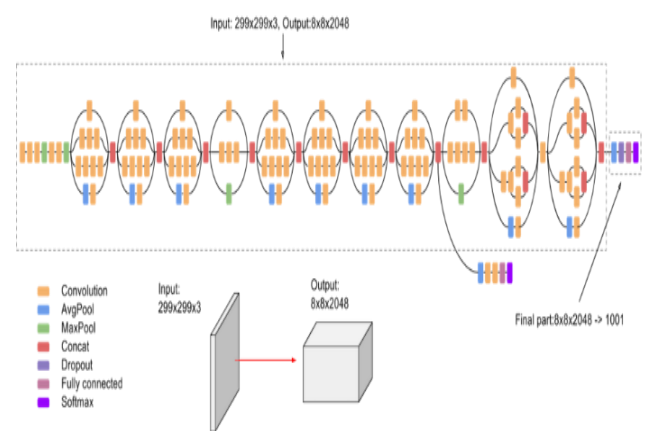 Input: 299x299x3, Output:8x8x2048
Convolution
AvgPool
MaxPool
Concat
Dropout
Fully connected
Softmax
Input:
299x299x3
Output:
8x8x2048
Final part:8x8x2048 -> 1001